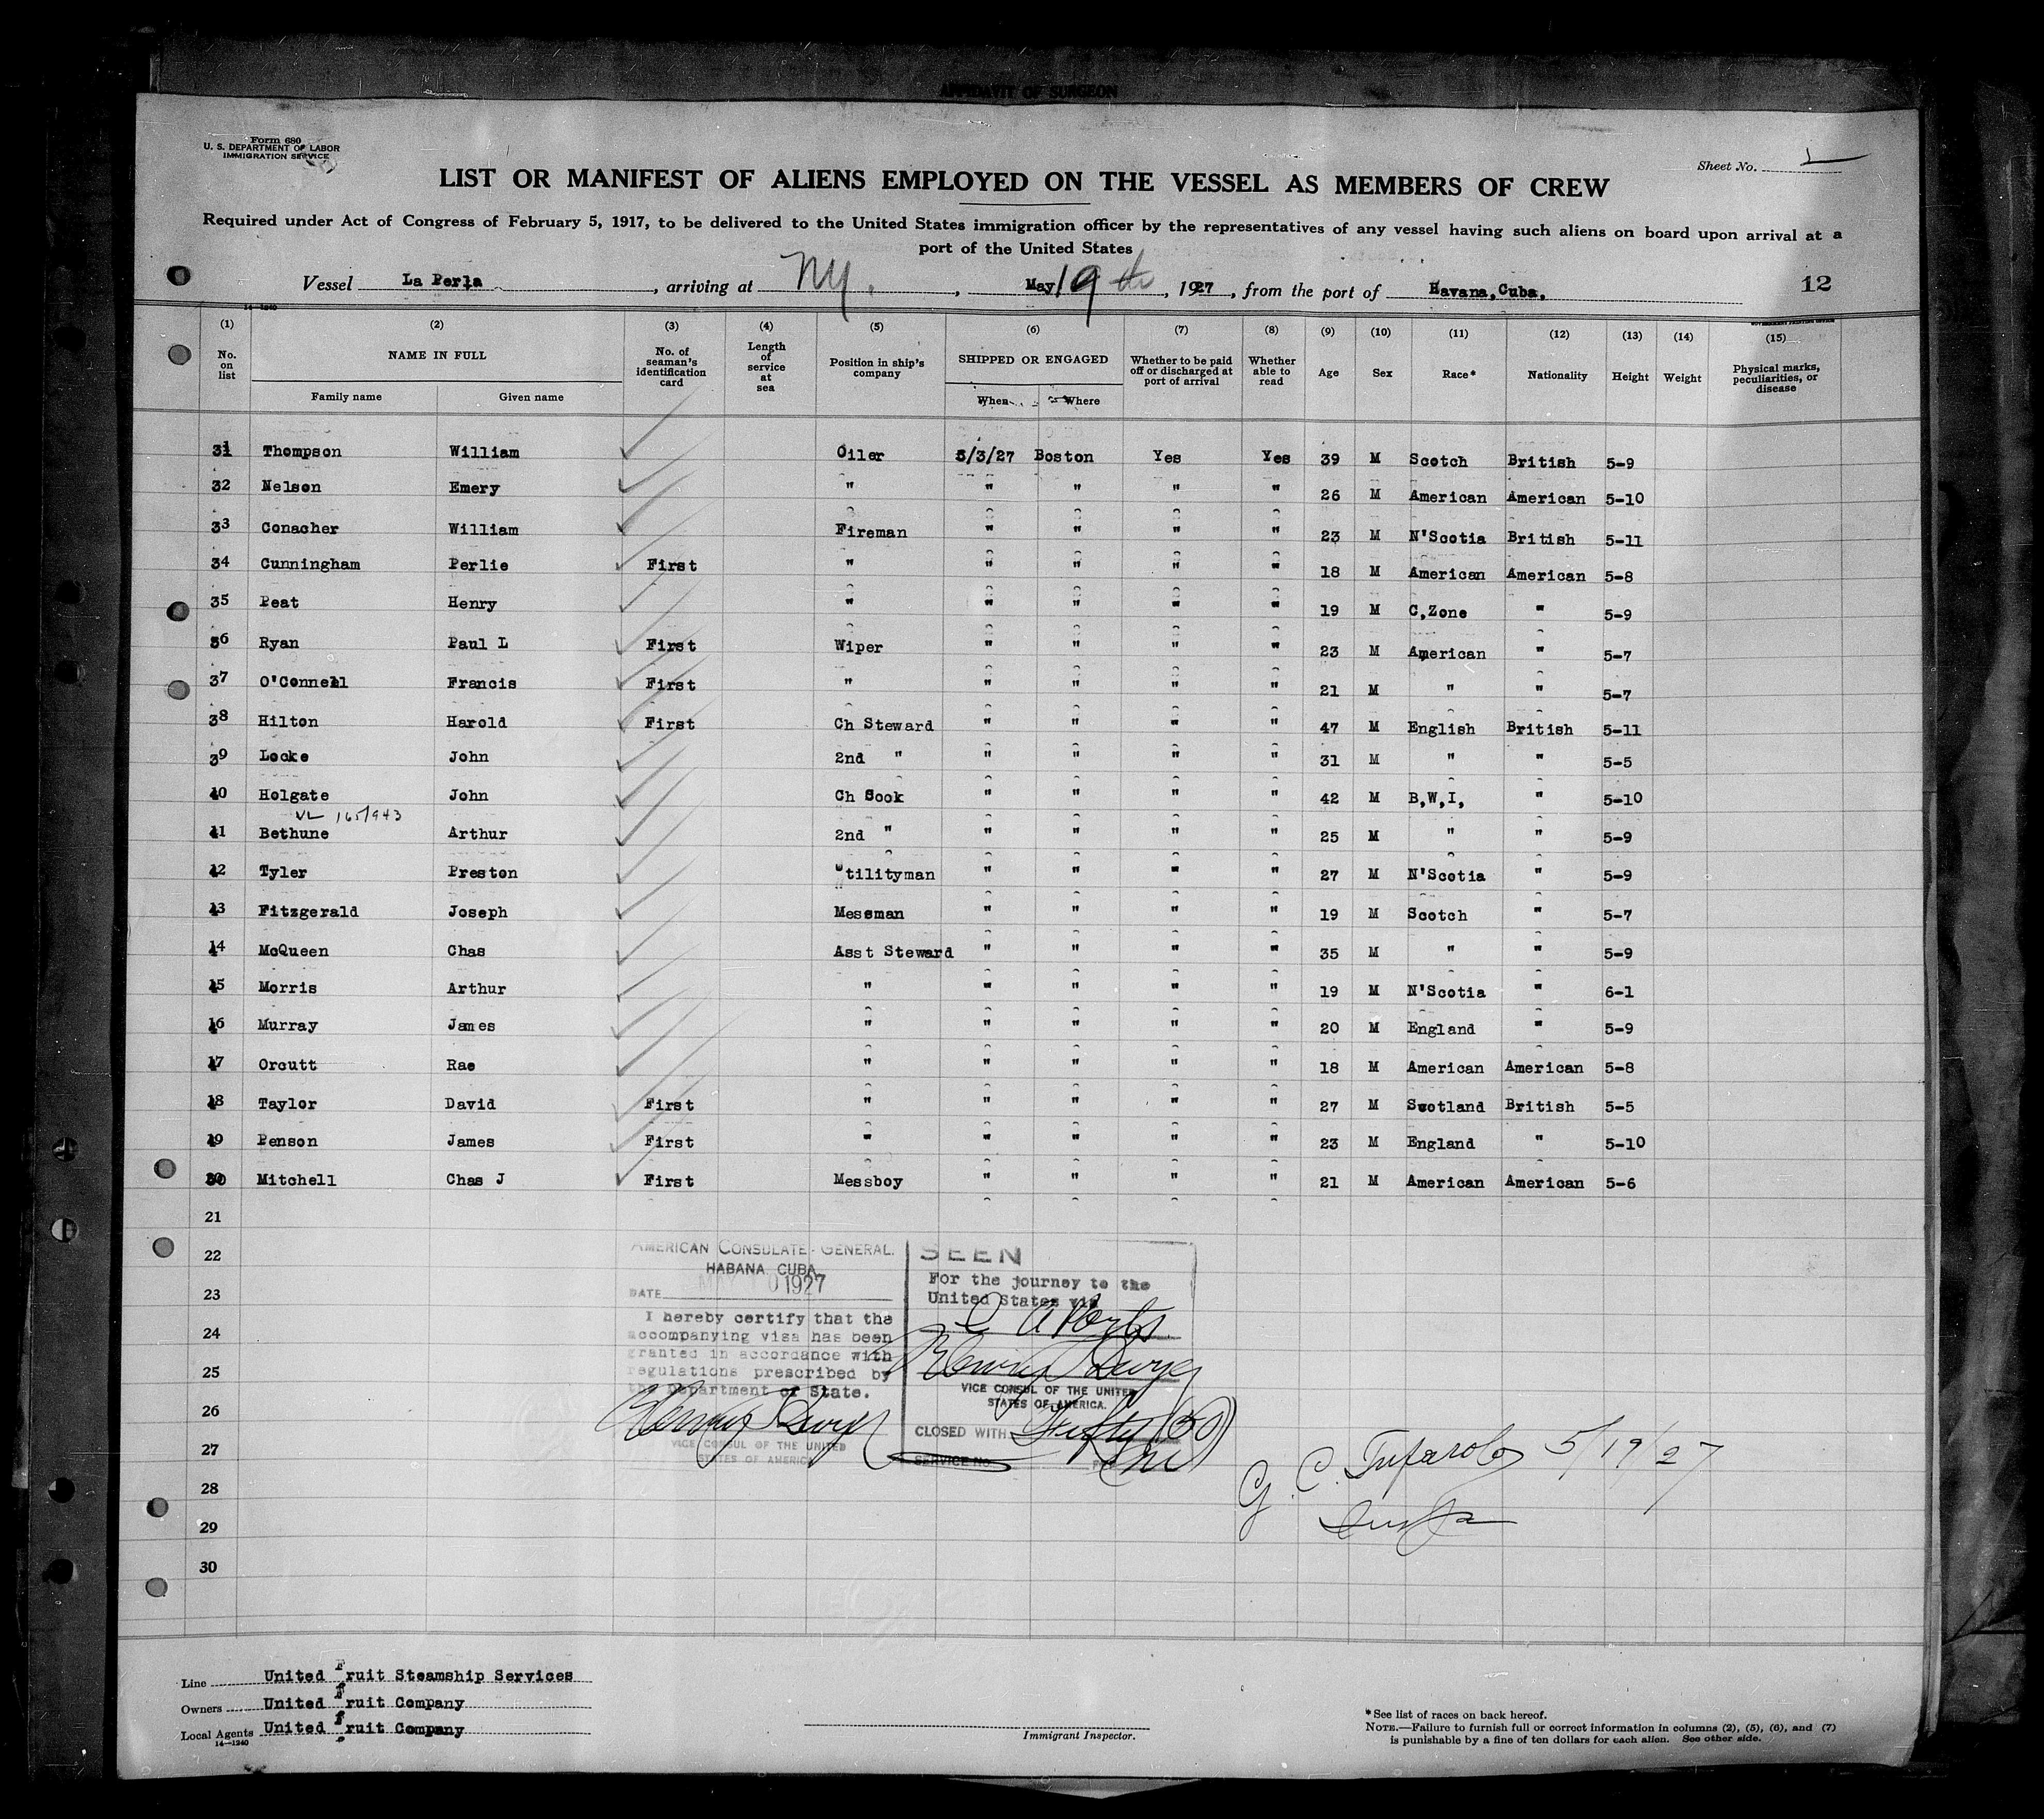 AFFIDAVIT OF SURGEON
Form 680
U. S. DEPARTMENT OF LABOR
IMMIGRATION SERVICE
Sheet No.
LIST OR MANIFEST OF ALIENS EMPLOYED ON THE VESSEL AS MEMBERS OF CREW
Required under Act of Congress of February 5, 1917, to be delivered to the United States immigration officer by the representatives of any vessel having such aliens on board upon arrival at a
port of the United States
Vessel La Perla, arriving at NY., May 19th, 1927, from the port of Havana, Cuba, 12
14-1240
GOVERNMENT PRINTING OFFICE
(1) (2) (3) (4) (5) (6) (7) (8) (9) (10) (11) (12) (13) (14) (15)
No. on list NAME IN FULL No. of seaman's identification card Length of service at sea Position in ship's company SHIPPED OR ENGAGED Whether to be paid off or discharged at port of arrival Whether able to read Age Sex Race* Nationality Height Weight Physical marks, peculiarities, or disease
Family name Given name When Where
31 Thompson William Oiler 5/3/27 Boston Yes Yes 39 M Scotch British 5-9
32 Nelson Emery " " " " " 26 M American American 5-10
33 Conacher William Fireman " " " " 23 M N'Scotia British 5-11
34 Cunningham Perlie First " " " " " 18 M American American 5-8
35 Peat Henry " " " " " 19 M C,Zone " 5-9
36 Ryan Paul L First Wiper " " " " 23 M American " 5-7
37 O'Connell Francis First " " " " " 21 M " " 5-7
38 Hilton Harold First Ch Steward " " " " 47 M English British 5-11
39 Locke John 2nd " " " " " 31 M " " 5-5
40 Holgate John Ch Cook " " " " 42 M B,W,I, " 5-10
VL 165/943
41 Bethune Arthur 2nd " " " " " 25 M " " 5-9
42 Tyler Preston Utilityman " " " " 27 M N'Scotia " 5-9
43 Fitzgerald Joseph Messman " " " " 19 M Scotch " 5-7
44 McQueen Chas Asst Steward " " " " 35 M " " 5-9
45 Morris Arthur " " " " " 19 M N'Scotia " 6-1
46 Murray James " " " " " 20 M England " 5-9
47 Orcutt Rae " " " " " 18 M American American 5-8
48 Taylor David First " " " " " 27 M Scotland British 5-5
49 Penson James First " " " " " 23 M England " 5-10
50 Mitchell Chas J First Messboy " " " " 21 M American American 5-6
21
22
23
24
25
26
27
28
29
30
AMERICAN CONSULATE-GENERAL.
HABANA CUBA
DATE 1927
I hereby certify that the
accompanying visa has been
granted in accordance with
regulations prescribed by
the Department of State.
VICE CONSUL OF THE UNITED
STATES OF AMERICA
SEEN
For the journey to the
United States via
VICE CONSUL OF THE UNITED
STATES OF AMERICA.
CLOSED WITH Fifty (50)
SERVICE No.
G. C. 5/19/27
Line United Fruit Steamship Services
Owners United Fruit Company
Local Agents United Fruit Company
14-1240
Immigrant Inspector.
*See list of races on back hereof.
NOTE.—Failure to furnish full or correct information in columns (2), (5), (6), and (7)
is punishable by a fine of ten dollars for each alien. See other side.